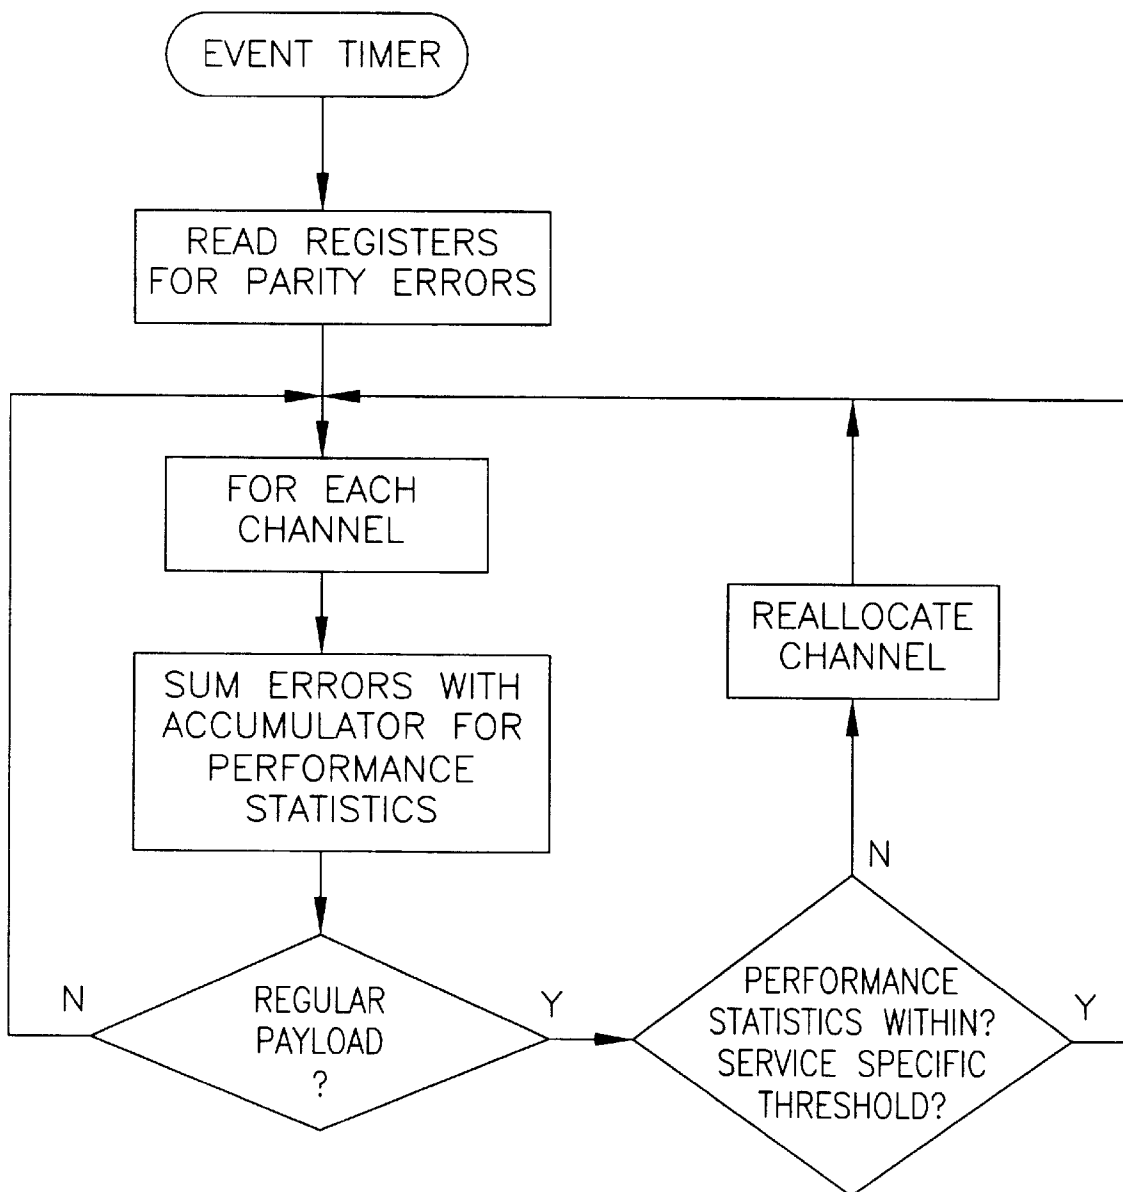 EVENT TIMER
READ REGISTERS
FOR PARITY ERRORS
FOR EACH
CHANNEL
SUM ERRORS WITH
ACCUMULATOR FOR
PERFORMANCE
STATISTICS
REGULAR
PAYLOAD
?
N
Y
REALLOCATE
CHANNEL
N
PERFORMANCE
STATISTICS WITHIN?
SERVICE SPECIFIC
THRESHOLD?
Y